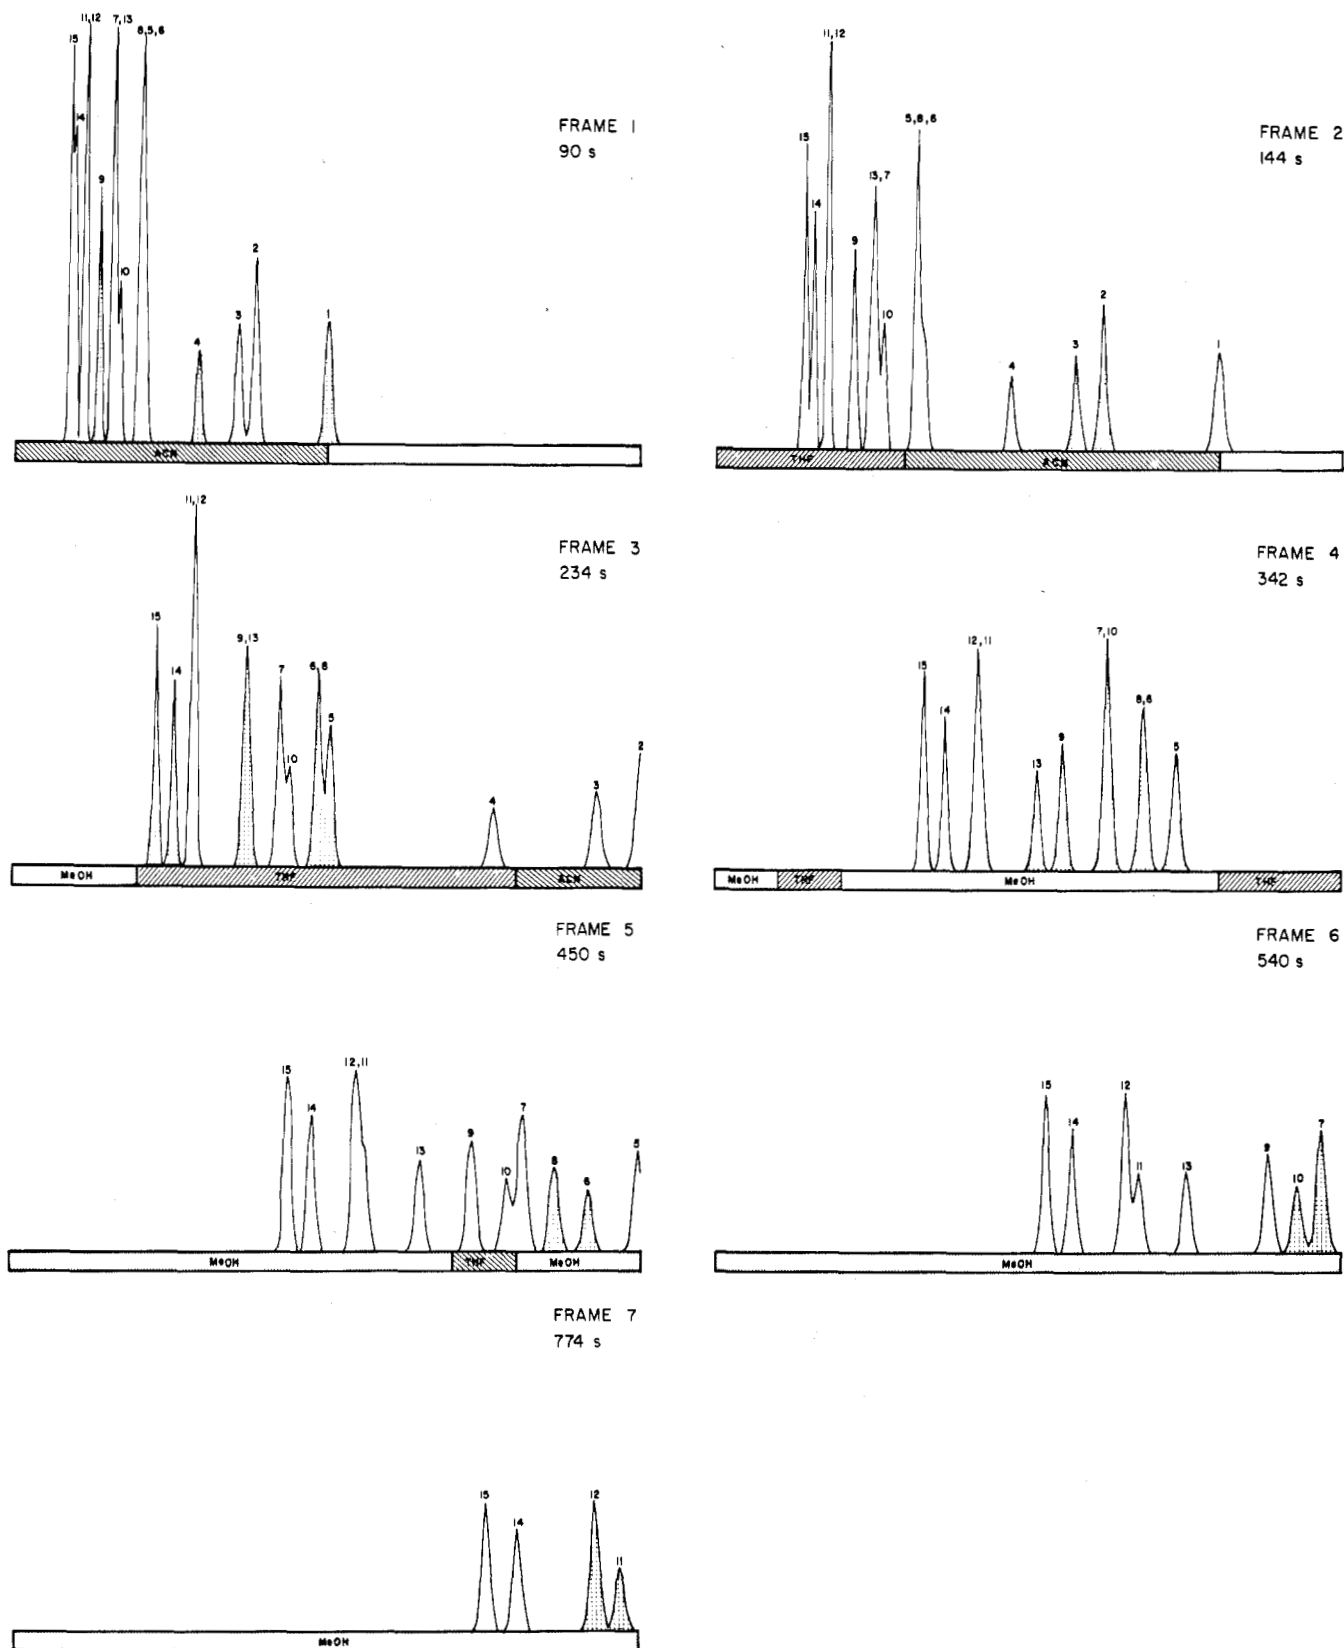 11,12
7,13
8,5,6
15
14
9
10
2
3
1
4
FRAME 1
90 s
ACN
11,12
15
5,8,6
13,7
14
9
10
2
3
1
4
FRAME 2
144 s
THF
ACN
11,12
15
14
9,13
7
6,8
10
5
4
3
2
FRAME 3
234 s
MeOH
THF
ACN
15
14
12,11
13
9
7,10
8,6
5
FRAME 4
342 s
MeOH
THF
MeOH
THF
FRAME 5
450 s
15
14
12,11
13
9
10
7
8
6
5
MeOH
THF
MeOH
FRAME 6
540 s
15
14
12
11
13
9
10
7
MeOH
FRAME 7
774 s
15
14
12
11
MeOH